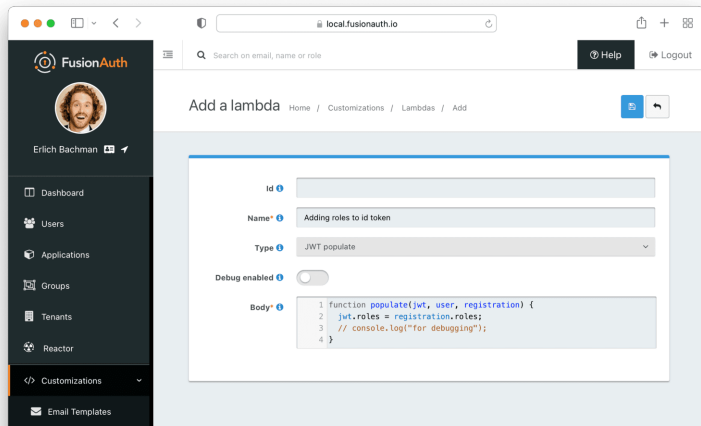 local.fusionauth.io
FusionAuth
Search on email, name or role
Help
Logout
Erlich Bachman
Add a lambda
Home / Customizations / Lambdas / Add
Dashboard
Users
Applications
Groups
Tenants
Reactor
Customizations
Email Templates
Id
Name*
Adding roles to id token
Type
JWT populate
Debug enabled
Body*
1 function populate(jwt, user, registration) {
2 jwt.roles = registration.roles;
3 // console.log("for debugging");
4 }